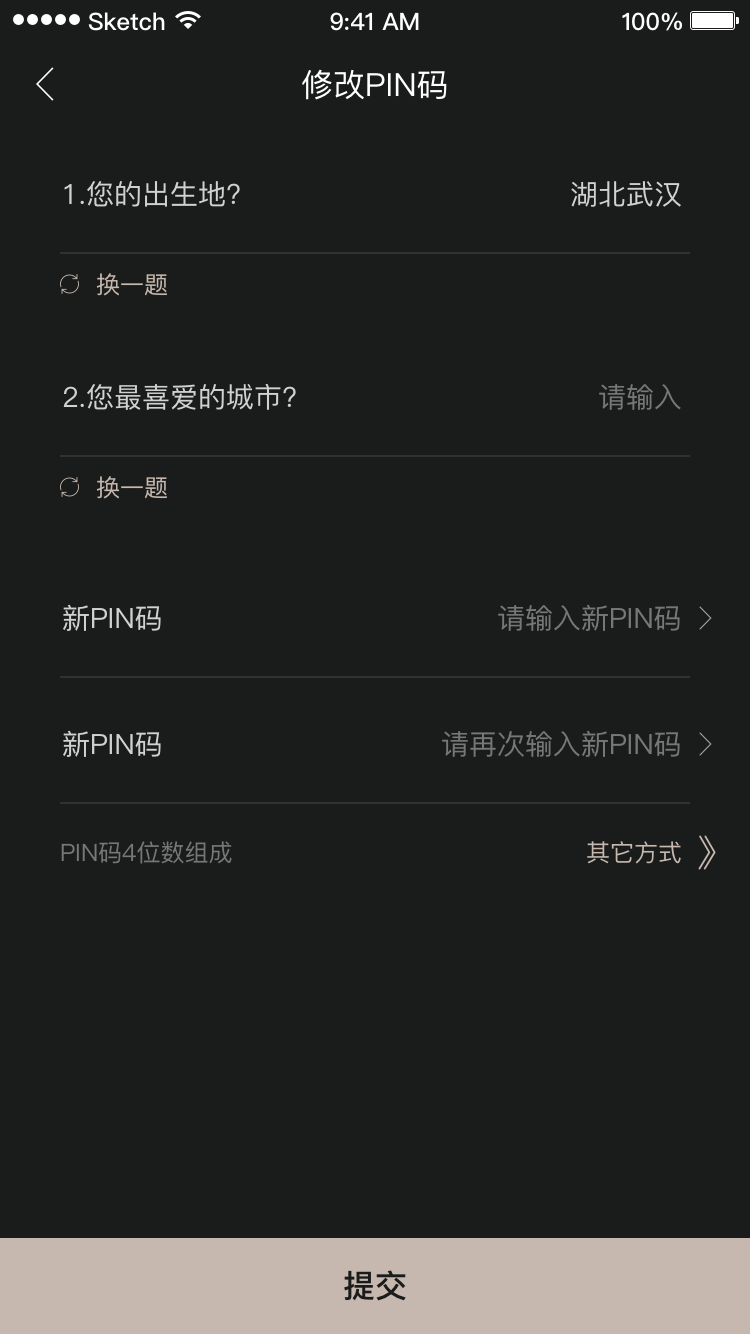 Sketch 9:41 AM 100%
修改PIN码
1.您的出生地? 湖北武汉
换一题
2.您最喜爱的城市? 请输入
换一题
新PIN码 请输入新PIN码
新PIN码 请再次输入新PIN码
PIN码4位数组成 其它方式
提交